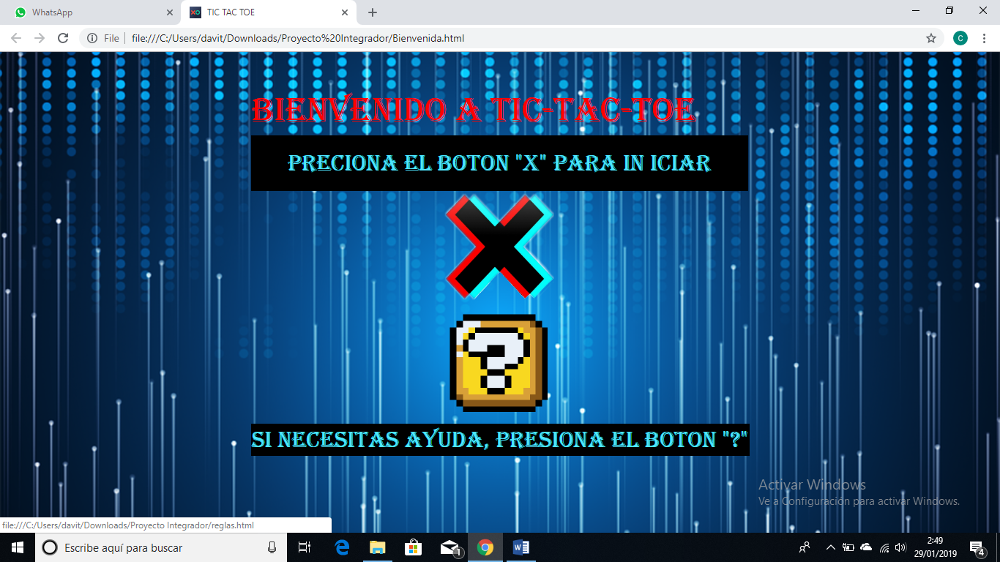 WhatsApp
XO TIC TAC TOE
File file:///C:/Users/davit/Downloads/Proyecto%20Integrador/Bienvenida.html
C
BIENVENIDO A TIC-TAC-TOE
PRECIONA EL BOTON "X" PARA IN ICIAR
X
?
SI NECESITAS AYUDA, PRESIONA EL BOTON "?"
Activar Windows
Ve a Configuración para activar Windows.
file:///C:/Users/davit/Downloads/Proyecto Integrador/reglas.html
Escribe aquí para buscar
1
2:49
29/01/2019
4